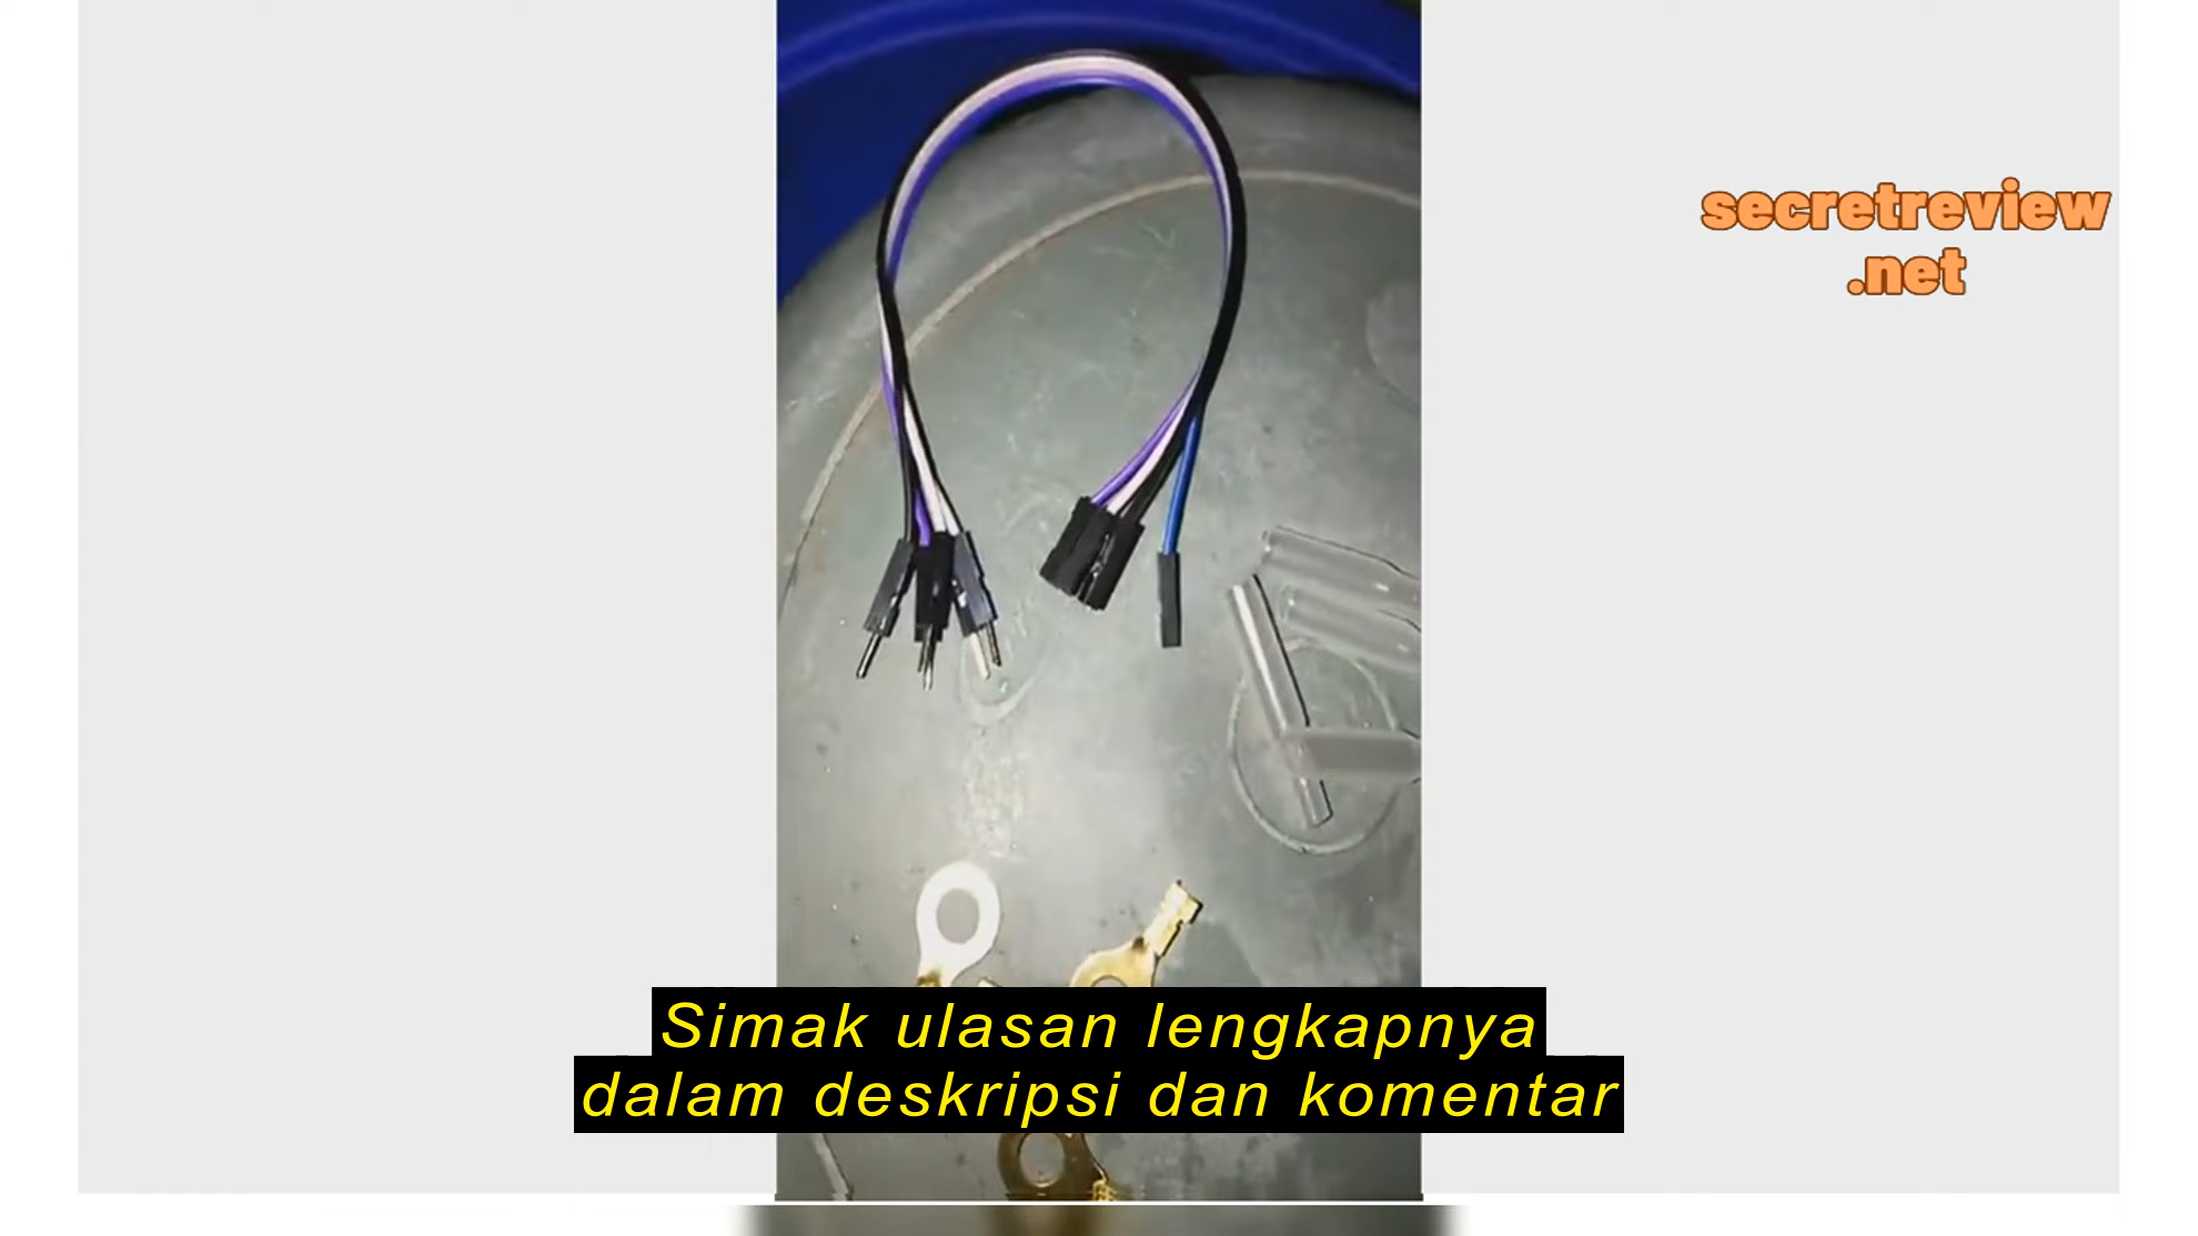 secretreview
.net
Simak ulasan lengkapnya
dalam deskripsi dan komentar